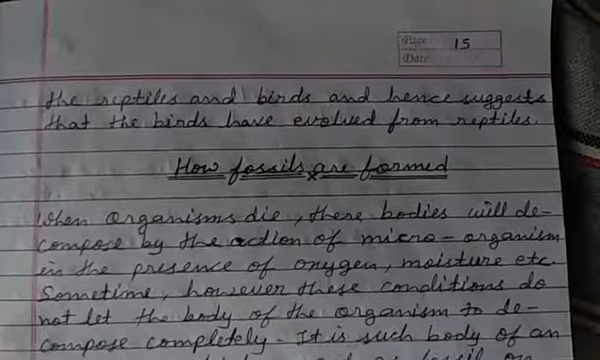 Page: 15
Date:
the reptiles and birds and hence suggests
that the birds have evolved from reptiles.
How fossils are formed
When organisms die, there bodies will de-
compose by the action of micro-organism
in the presence of oxygen, moisture etc.
Sometime, however these conditions do
not let the body of the organism to de-
compose completely. It is such body of an